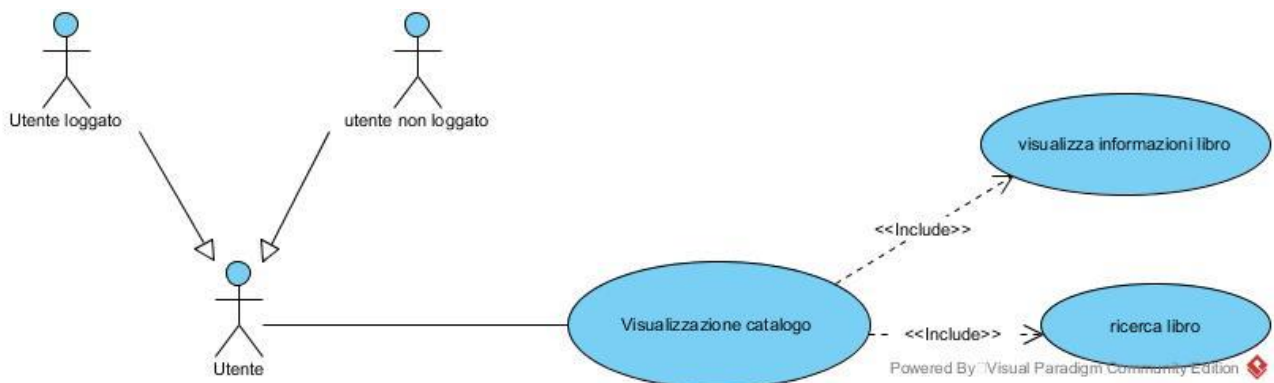 Utente loggato
utente non loggato
visualizza informazioni libro
<<Include>>
Visualizzazione catalogo
<<Include>>
ricerca libro
Utente
Powered By Visual Paradigm Community Edition